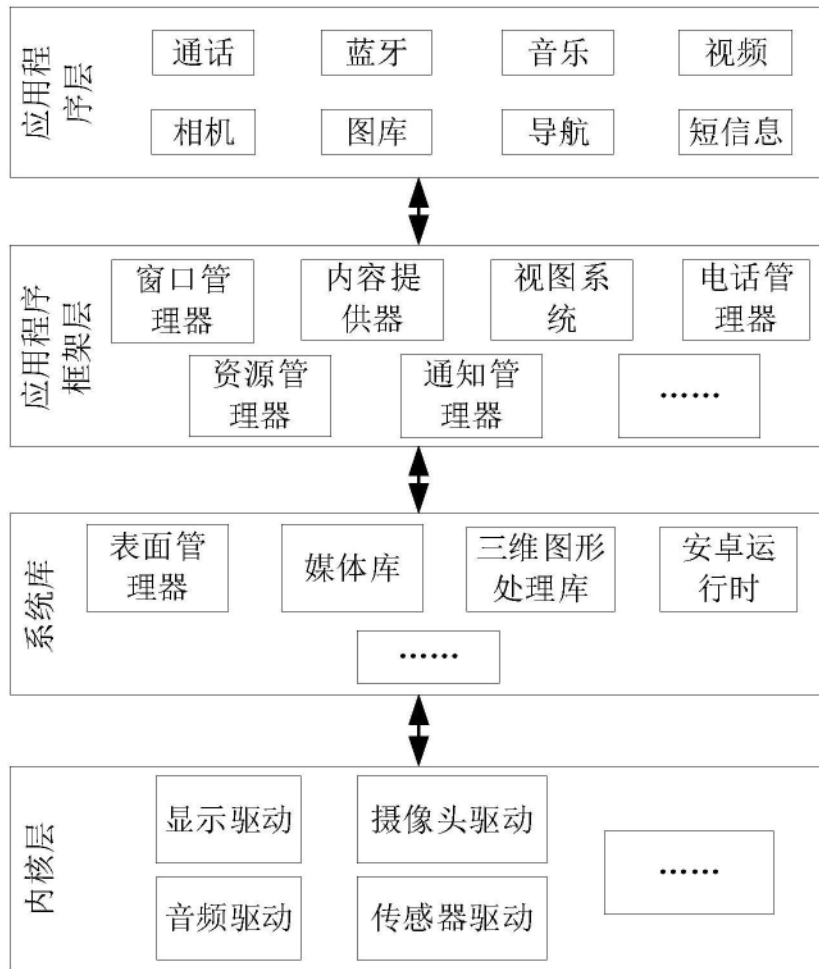 应用程
序层
通话
蓝牙
音乐
视频
相机
图库
导航
短信息
应用程序
框架层
窗口管
理器
内容提
供器
视图系
统
电话管
理器
资源管
理器
通知管
理器
……
系统库
表面管
理器
媒体库
三维图形
处理库
安卓运
行时
……
内核层
显示驱动
摄像头驱动
音频驱动
传感器驱动
……